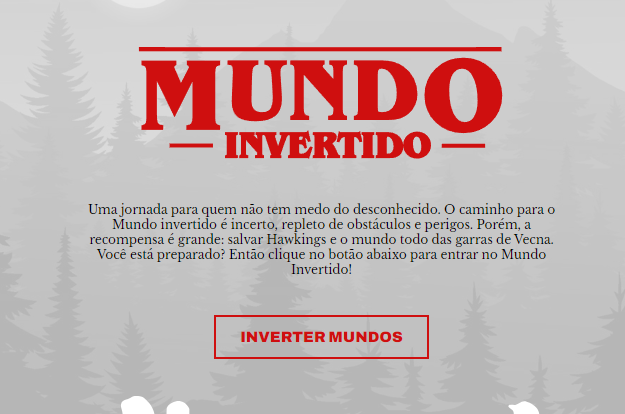 MUNDO
INVERTIDO
Uma jornada para quem não tem medo do desconhecido. O caminho para o
Mundo invertido é incerto, repleto de obstáculos e perigos. Porém, a
recompensa é grande: salvar Hawkings e o mundo todo das garras de Vecna.
Você está preparado? Então clique no botão abaixo para entrar no Mundo
Invertido!
INVERTER MUNDOS